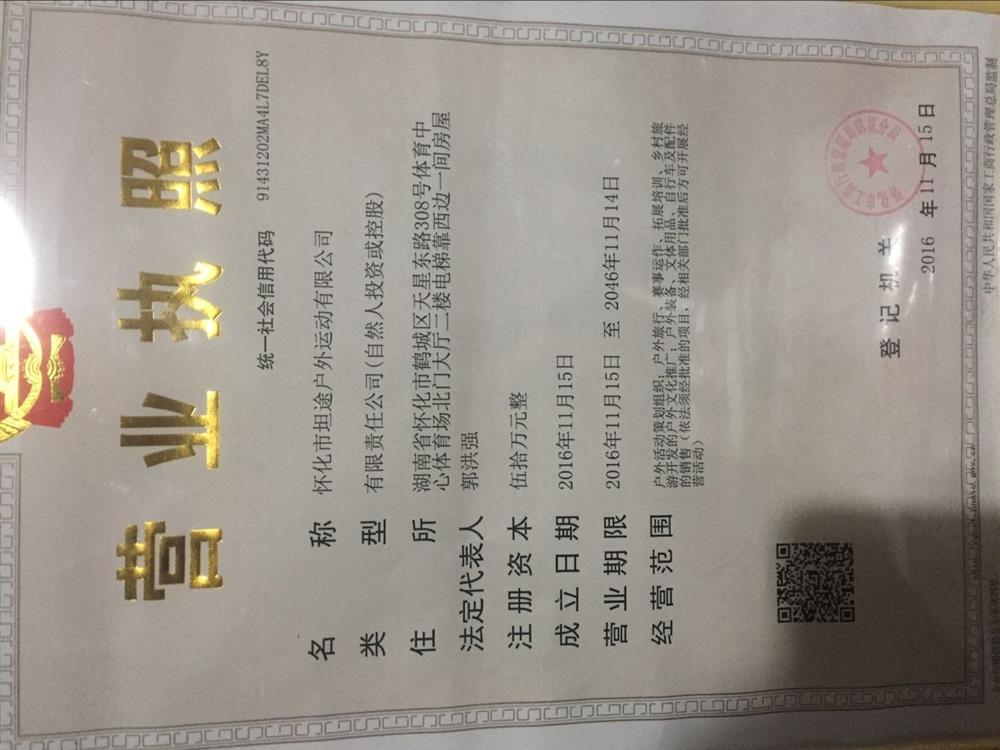 营业执照
统一社会信用代码 91431202MA4L7DEL8Y
名称 怀化市坦途户外运动有限公司
类型 有限责任公司(自然人投资或控股)
住所 湖南省怀化市鹤城区天星东路308号体育中
心体育场北门大厅二楼电梯靠西边一间房屋
法定代表人 郭洪强
注册资本 伍拾万元整
成立日期 2016年11月15日
营业期限 2016年11月15日 至 2046年11月14日
经营范围 户外活动策划组织;户外旅行、赛事运作、拓展培训、乡村旅
游开发的户外文化推广;户外装备、文体用品、自行车及配件
的销售(依法须经批准的项目,经相关部门批准后方可开展经
营活动)
登记机关
2016 年 11 月 15 日
中华人民共和国国家工商行政管理总局监制